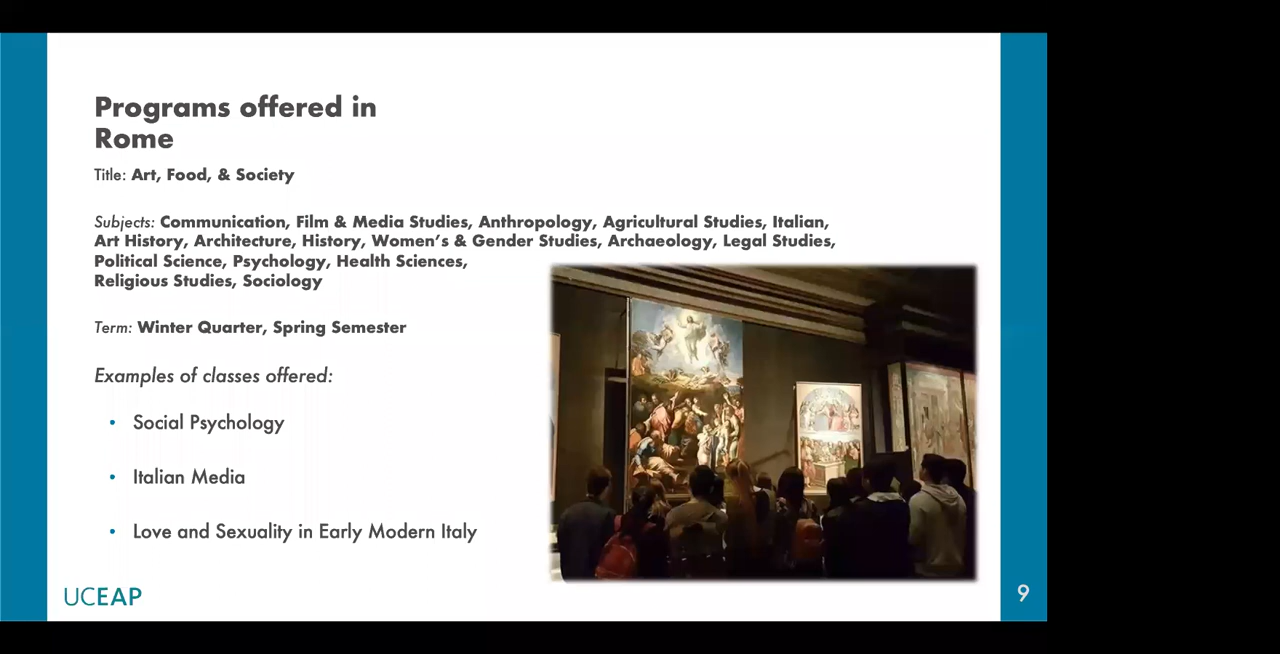 Programs offered in
Rome
Title: Art, Food, & Society
Subjects: Communication, Film & Media Studies, Anthropology, Agricultural Studies, Italian,
Art History, Architecture, History, Women's & Gender Studies, Archaeology, Legal Studies,
Political Science, Psychology, Health Sciences,
Religious Studies, Sociology
Term: Winter Quarter, Spring Semester
Examples of classes offered:
• Social Psychology
• Italian Media
• Love and Sexuality in Early Modern Italy
UCEAP
9